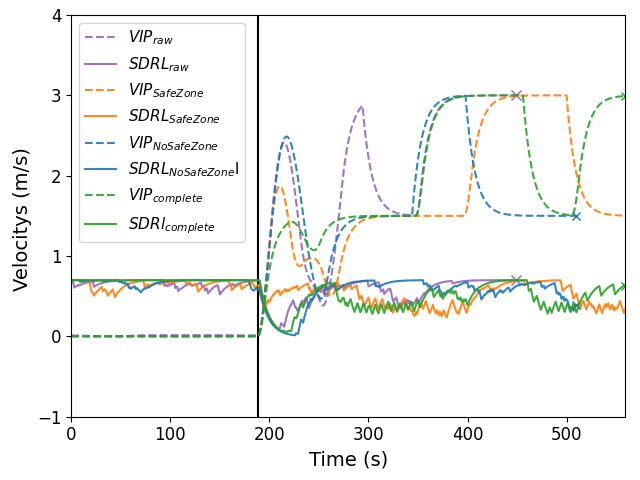 4
3
2
1
0
−1
Velocitys (m/s)
VIP_raw
SDRL_raw
VIP_SafeZone
SDRL_SafeZone
VIP_NoSafeZone
SDRL_NoSafeZoneI
VIP_complete
SDRl_complete
0 100 200 300 400 500
Time (s)